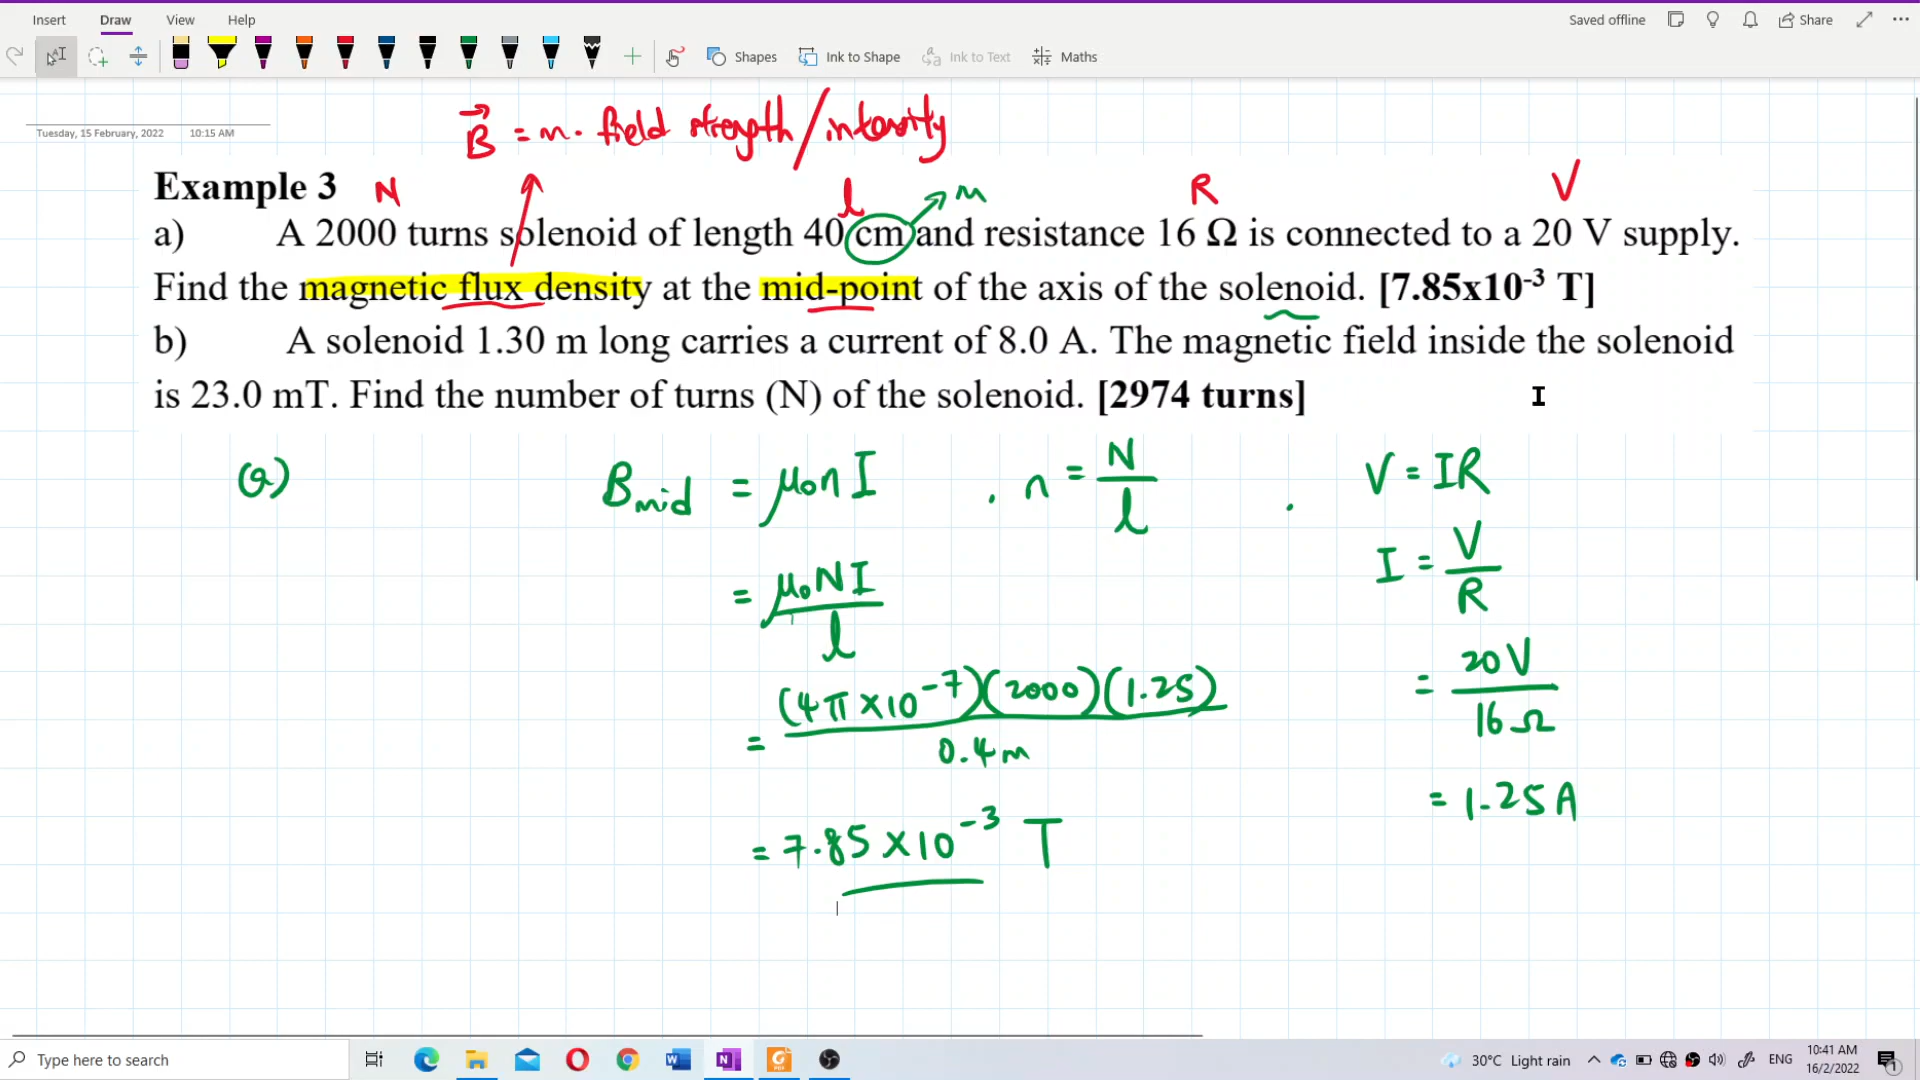 Insert Draw View Help
Saved offline Share
Shapes Ink to Shape Ink to Text Maths
Tuesday, 15 February, 2022 10:15 AM
B = m. field strength/intensity
Example 3 N l m R V
a) A 2000 turns solenoid of length 40 cm and resistance 16 Ω is connected to a 20 V supply.
Find the magnetic flux density at the mid-point of the axis of the solenoid. [7.85x10⁻³ T]
b) A solenoid 1.30 m long carries a current of 8.0 A. The magnetic field inside the solenoid
is 23.0 mT. Find the number of turns (N) of the solenoid. [2974 turns]
(a) Bmid = μ₀nI . n = N/l . V = IR
= μ₀NI/l
I = V/R
= (4π×10⁻⁷)(2000)(1.25)/0.4m
= 20V/16Ω
= 7.85×10⁻³ T
= 1.25A
Type here to search
30°C Light rain ENG 10:41 AM
16/2/2022